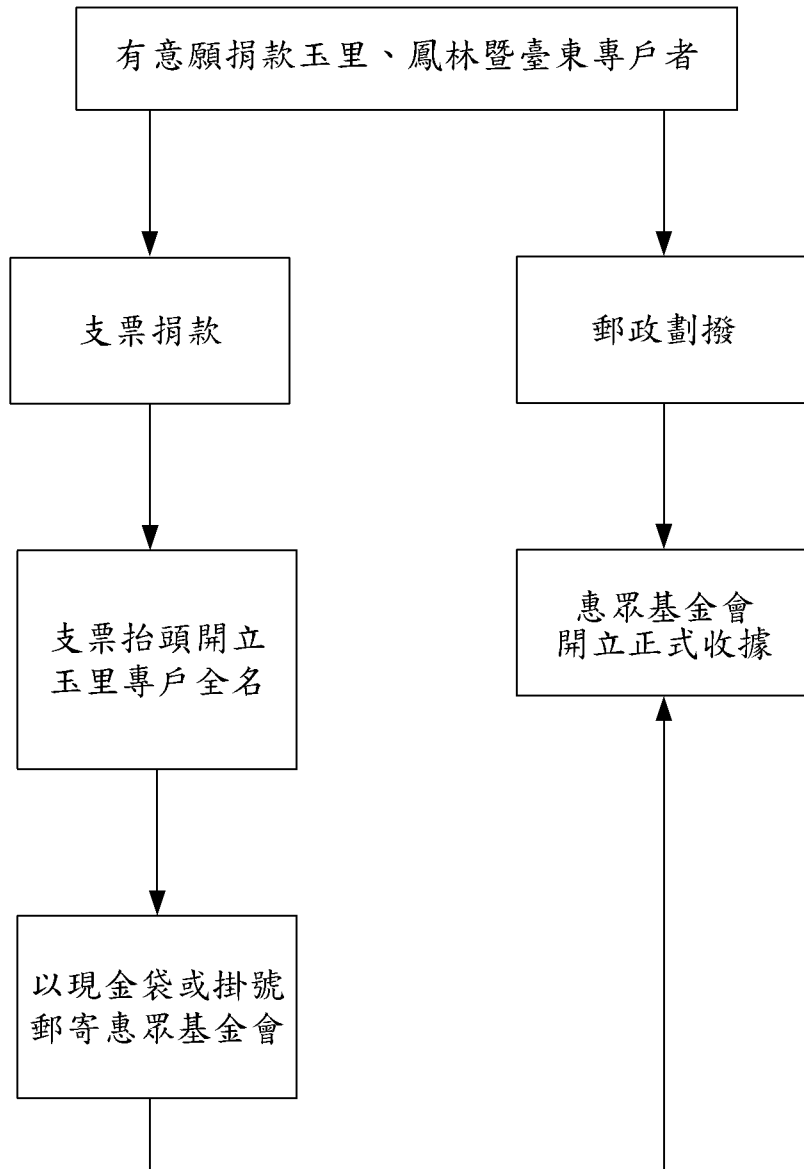 有意願捐款玉里、鳳林暨臺東專戶者
支票捐款
郵政劃撥
支票抬頭開立
玉里專戶全名
惠眾基金會
開立正式收據
以現金袋或掛號
郵寄惠眾基金會